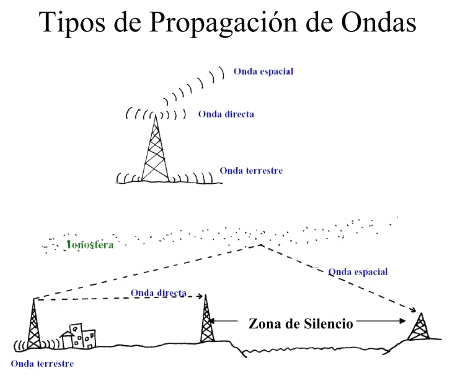 Tipos de Propagación de Ondas
Onda espacial
Onda directa
Onda terrestre
Ionosfera
Onda espacial
Onda directa
Zona de Silencio
Onda terrestre